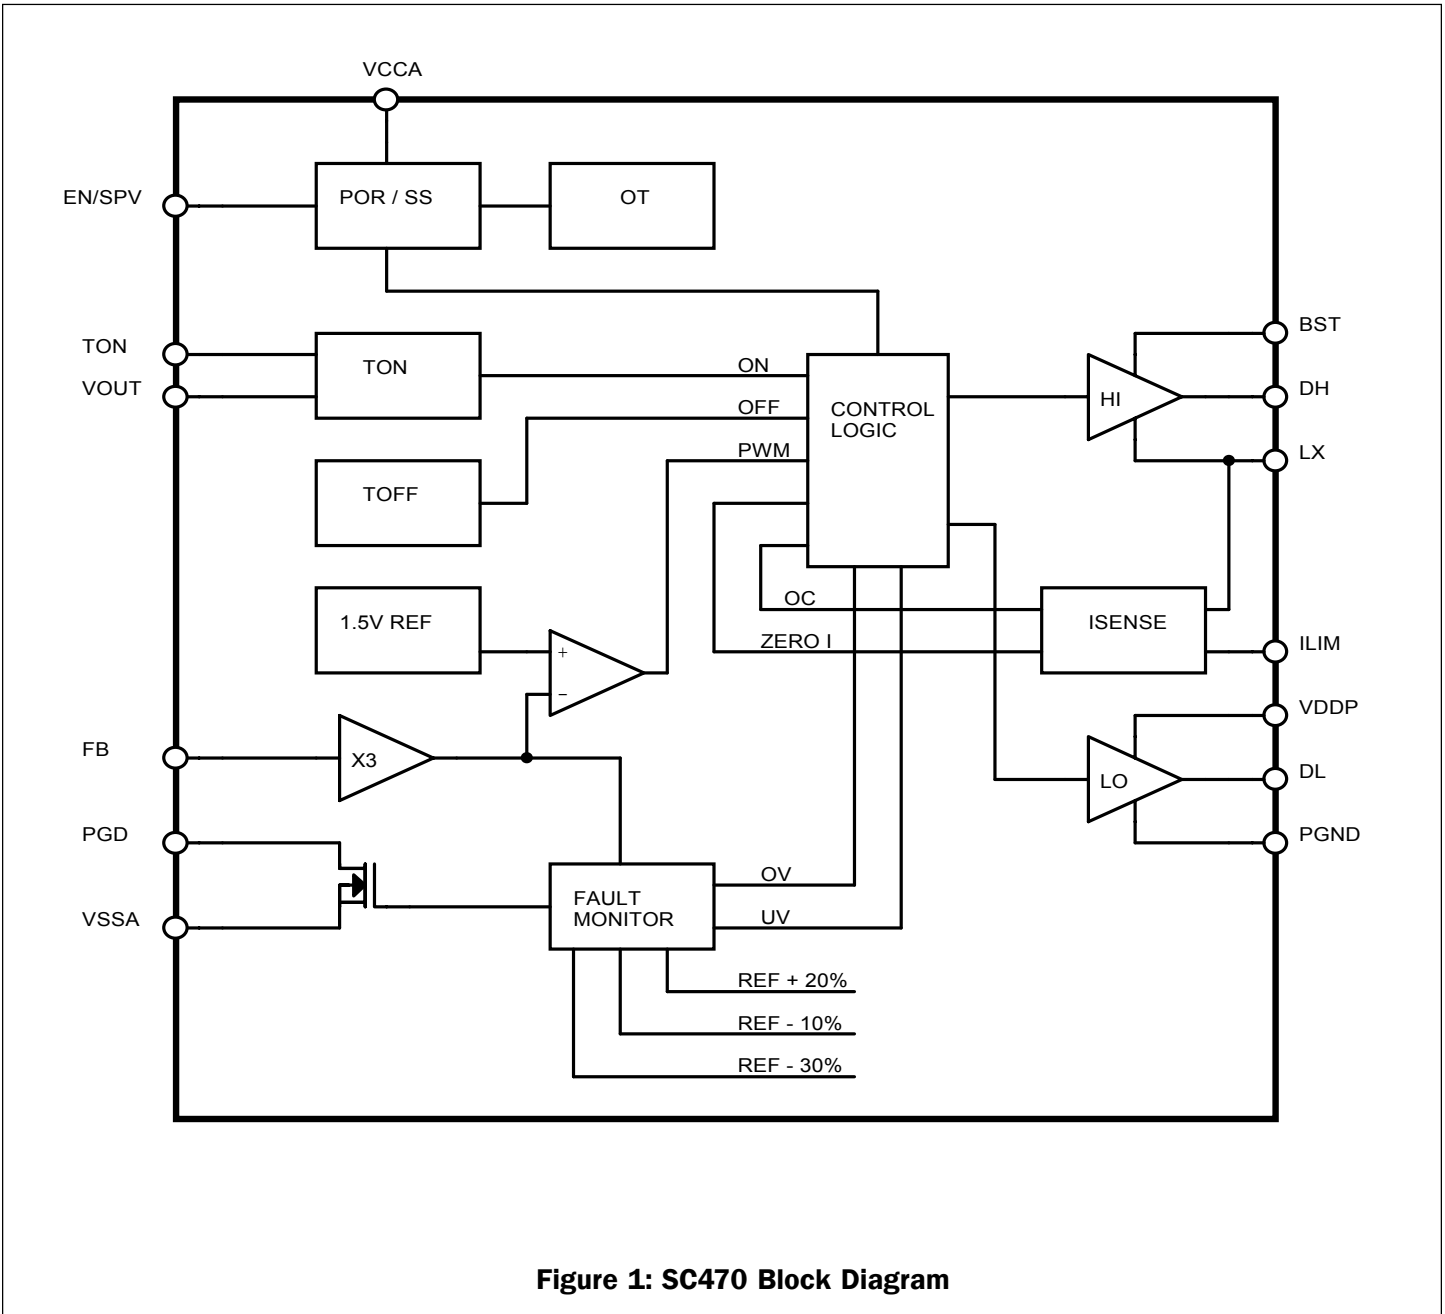 VCCA
EN/SPV
POR / SS
OT
TON
VOUT
TON
ON
OFF
PWM
CONTROL
LOGIC
TOFF
HI
BST
DH
LX
1.5V REF
+
−
OC
ZERO I
ISENSE
ILIM
VDDP
FB
X3
LO
DL
PGD
PGND
VSSA
FAULT
MONITOR
OV
UV
REF + 20%
REF - 10%
REF - 30%
Figure 1: SC470 Block Diagram